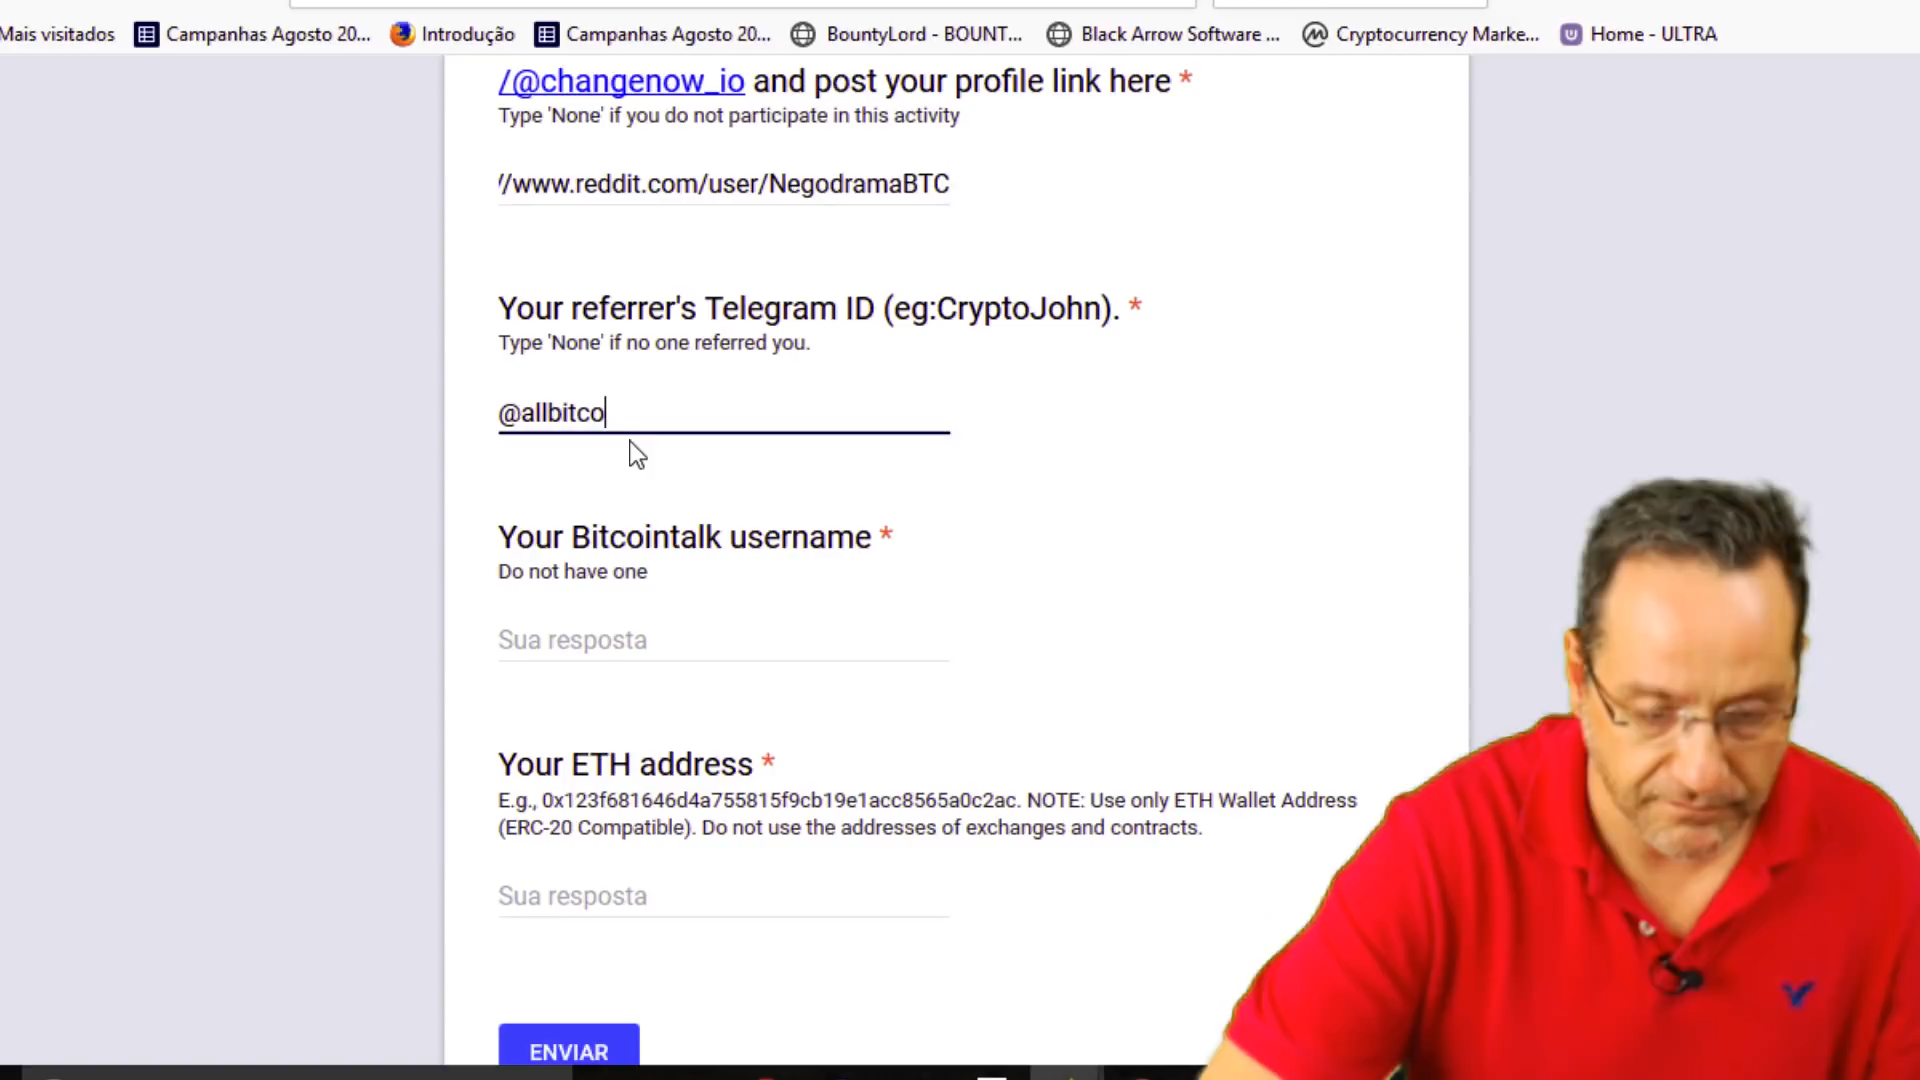 Mais visitados Campanhas Agosto 20... Introdução Campanhas Agosto 20... BountyLord - BOUNT... Black Arrow Software ... Cryptocurrency Marke... Home - ULTRA
/@changenow_io and post your profile link here *
Type 'None' if you do not participate in this activity
//www.reddit.com/user/NegodramaBTC
Your referrer's Telegram ID (eg:CryptoJohn). *
Type 'None' if no one referred you.
@allbitco
Your Bitcointalk username *
Do not have one
Sua resposta
Your ETH address *
E.g., 0x123f681646d4a755815f9cb19e1acc8565a0c2ac. NOTE: Use only ETH Wallet Address
(ERC-20 Compatible). Do not use the addresses of exchanges and contracts.
Sua resposta
ENVIAR